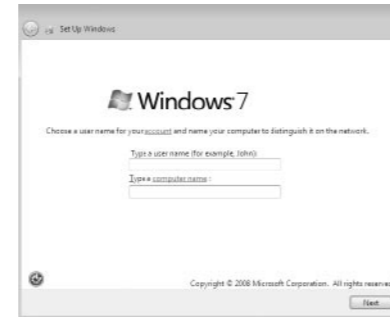 Set Up Windows
Windows 7
Choose a user name for your account and name your computer to distinguish it on the network.
Type a user name (for example, John):
Type a computer name :
Copyright © 2008 Microsoft Corporation. All rights reserve
Next